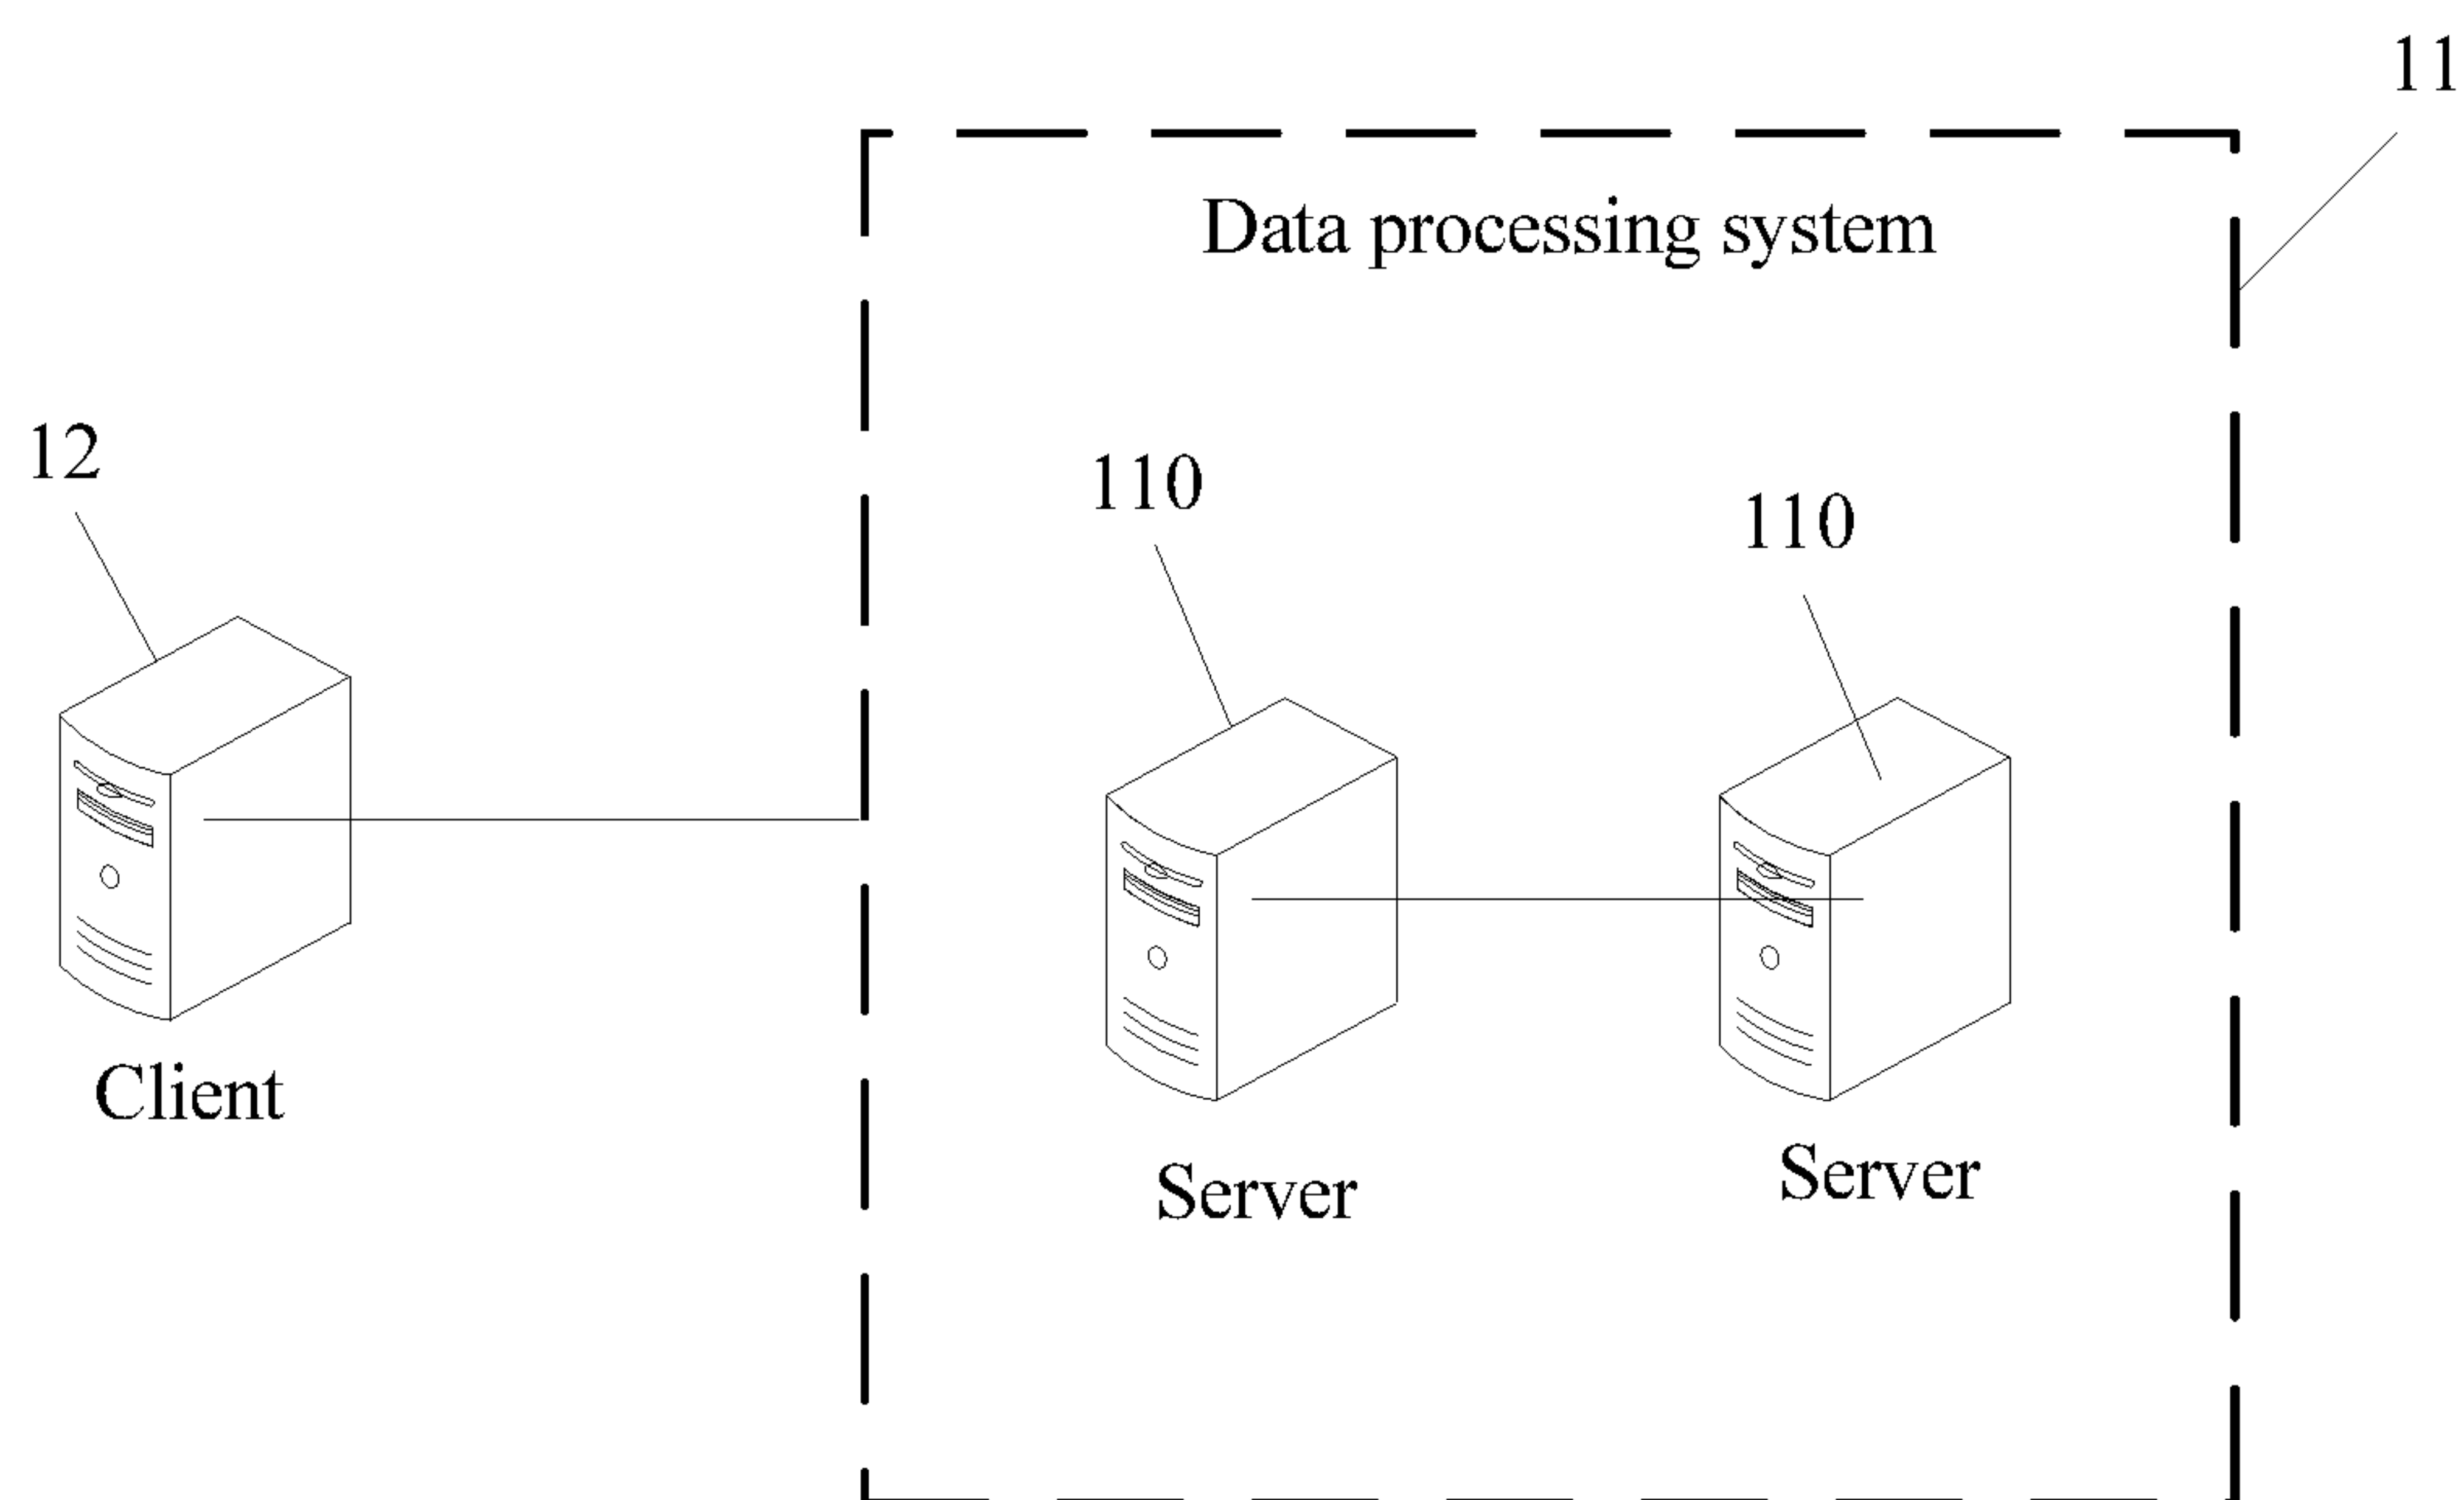 11
Data processing system
12
110
110
Client
Server
Server